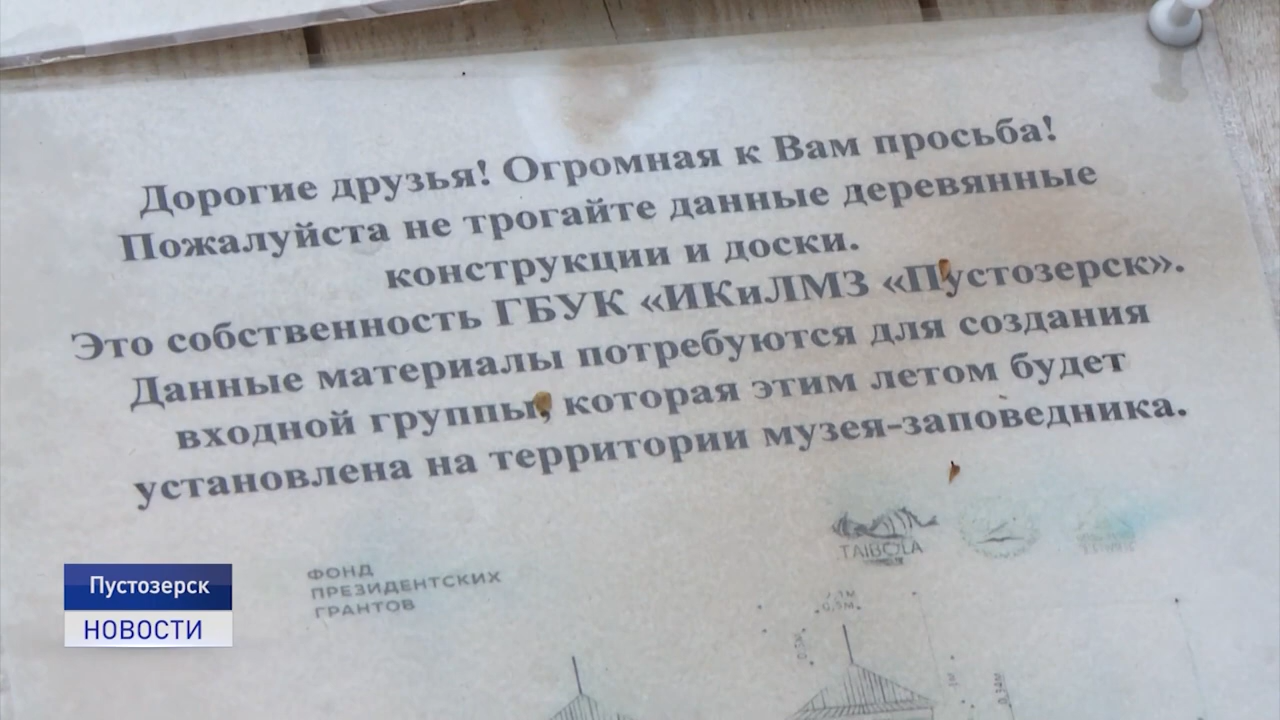 Дорогие друзья! Огромная к Вам просьба!
Пожалуйста не трогайте данные деревянные
конструкции и доски.
Это собственность ГБУК «ИКиЛМЗ «Пустозерск».
Данные материалы потребуются для создания
входной группы, которая этим летом будет
установлена на территории музея-заповедника.
TAIBOLA
ФОНД
ПРЕЗИДЕНТСКИХ
ГРАНТОВ
Пустозерск
НОВОСТИ